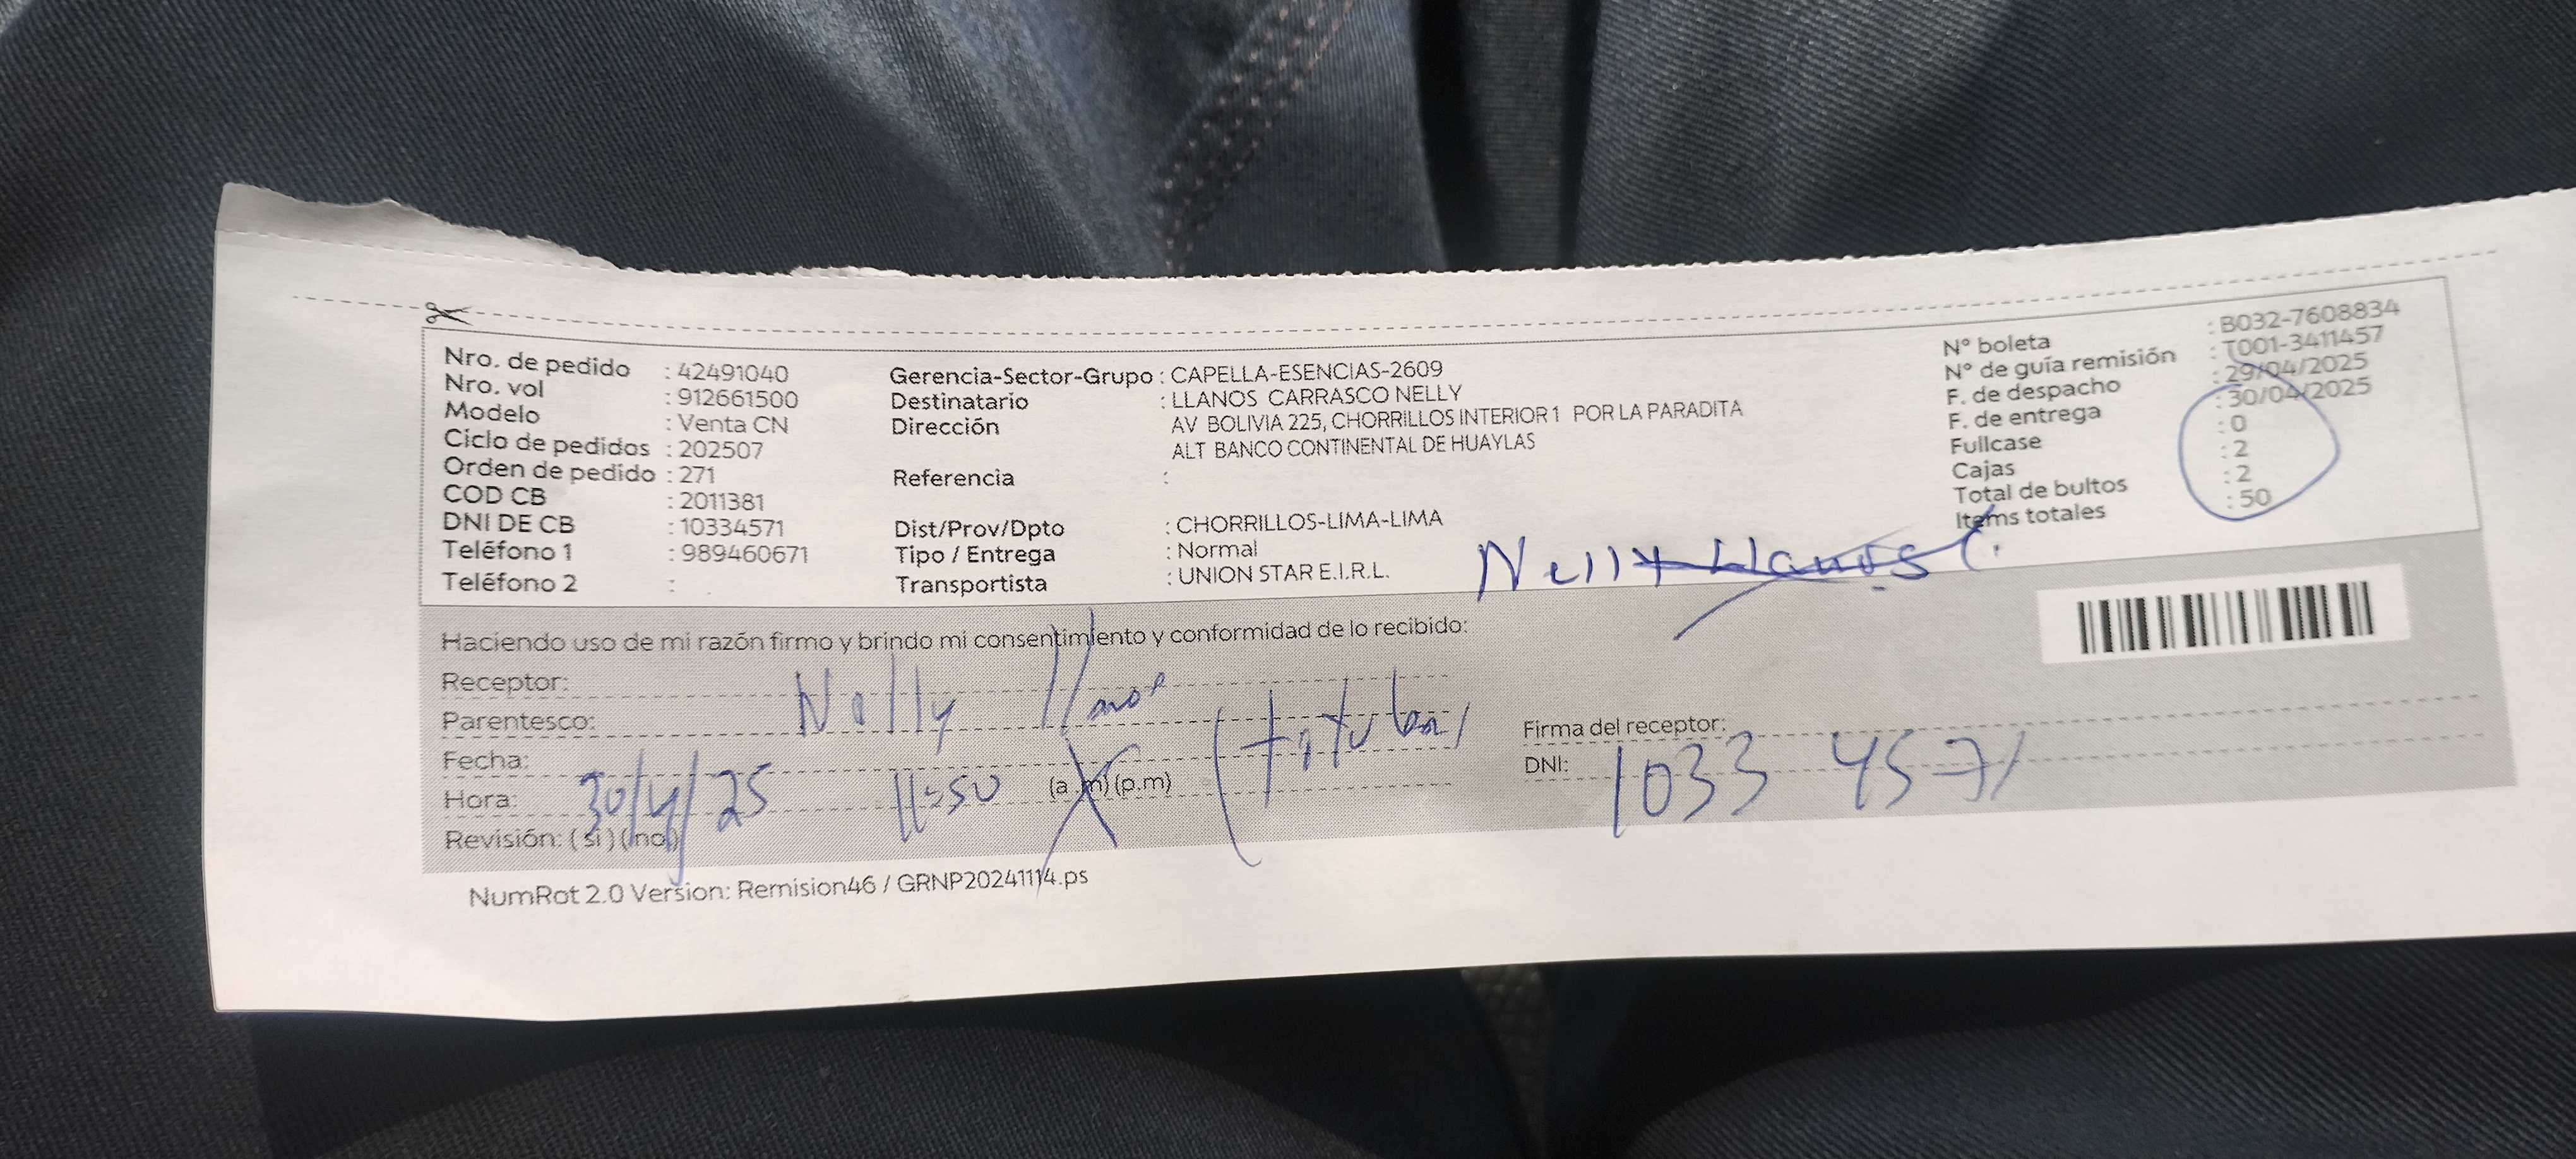 Nro. de pedido : 42491040
Nro. vol : 912661500
Modelo : Venta CN
Ciclo de pedidos : 202507
Orden de pedido : 271
COD CB : 2011381
DNI DE CB : 10334571
Teléfono 1 : 989460671
Teléfono 2 :
Gerencia-Sector-Grupo : CAPELLA-ESENCIAS-2609
Destinatario : LLANOS CARRASCO NELLY
Dirección AV BOLIVIA 225, CHORRILLOS INTERIOR 1 POR LA PARADITA
ALT BANCO CONTINENTAL DE HUAYLAS
Referencia :
Dist/Prov/Dpto : CHORRILLOS-LIMA-LIMA
Tipo / Entrega : Normal
Transportista : UNION STAR E.I.R.L.
N° boleta : B032-7608834
N° de guía remisión : T001-3411457
F. de despacho : 29/04/2025
F. de entrega : 30/04/2025
Fullcase : 0
Cajas : 2
Total de bultos : 2
Items totales : 50
Nelly Llanos C.
Haciendo uso de mi razón firmo y brindo mi consentimiento y conformidad de lo recibido:
Receptor:
Parentesco: Nelly llanos (titular)
Fecha:
Hora: 30/4/25 11:50 (a.m) (p.m)
Revisión: (si) (no)
Firma del receptor:
DNI: 1033 4571
NumRot 2.0 Version: Remision46 / GRNP20241114.ps